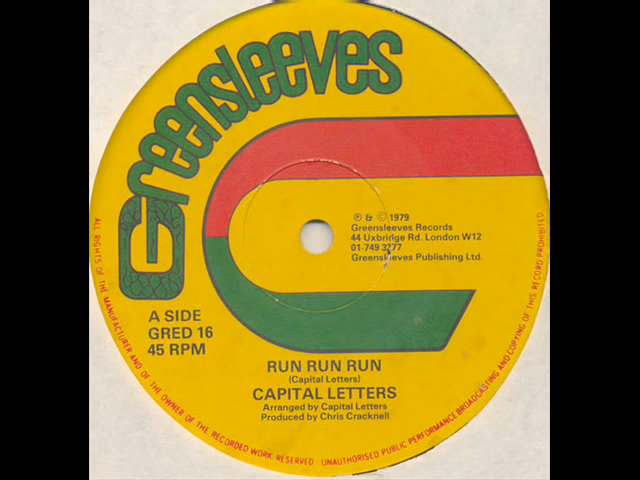 Greensleeves
℗ & © 1979
Greensleeves Records
44 Uxbridge Rd. London W12
01-749 3277
Greensleeves Publishing Ltd.
A SIDE
GRED 16
45 RPM
RUN RUN RUN
(Capital Letters)
CAPITAL LETTERS
Arranged by Capital Letters
Produced by Chris Cracknell
ALL RIGHTS OF THE MANUFACTURER AND OF THE OWNER OF THE RECORDED WORK RESERVED · UNAUTHORISED PUBLIC PERFORMANCE BROADCASTING AND COPYING OF THIS RECORD PROHIBITED.